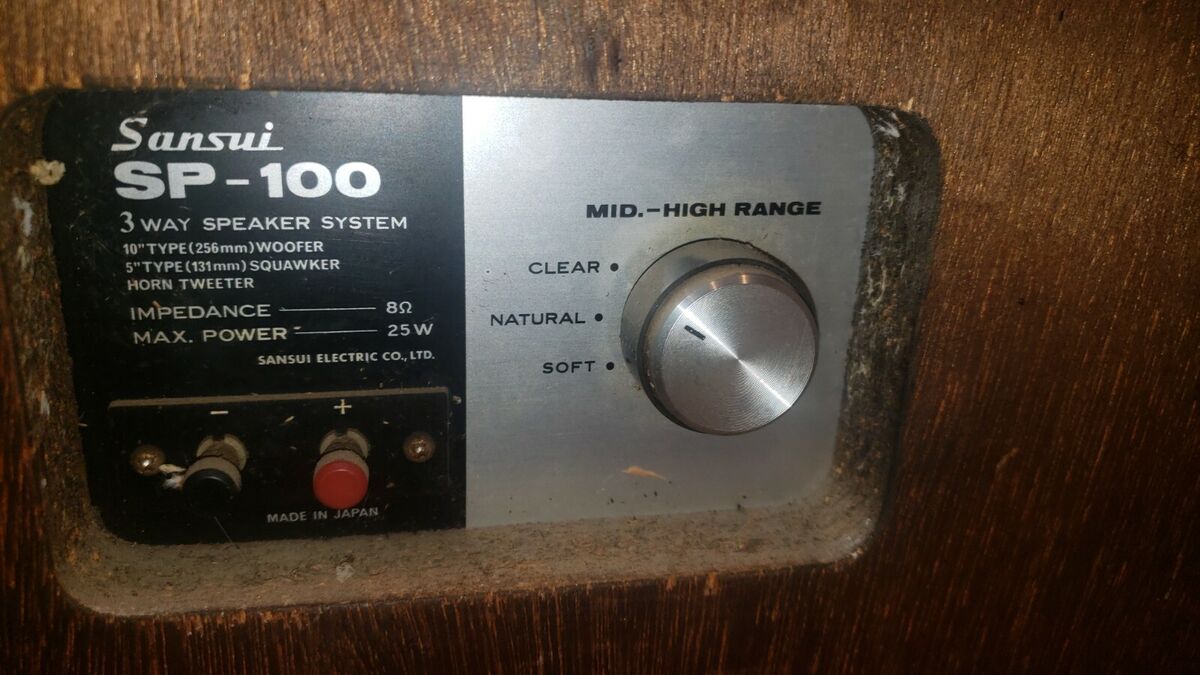 Sansui
SP-100
3 WAY SPEAKER SYSTEM
10" TYPE (256mm) WOOFER
5" TYPE (131mm) SQUAWKER
HORN TWEETER
IMPEDANCE 8Ω
MAX. POWER 25W
SANSUI ELECTRIC CO., LTD.
- +
MADE IN JAPAN
MID.-HIGH RANGE
CLEAR •
NATURAL •
SOFT •